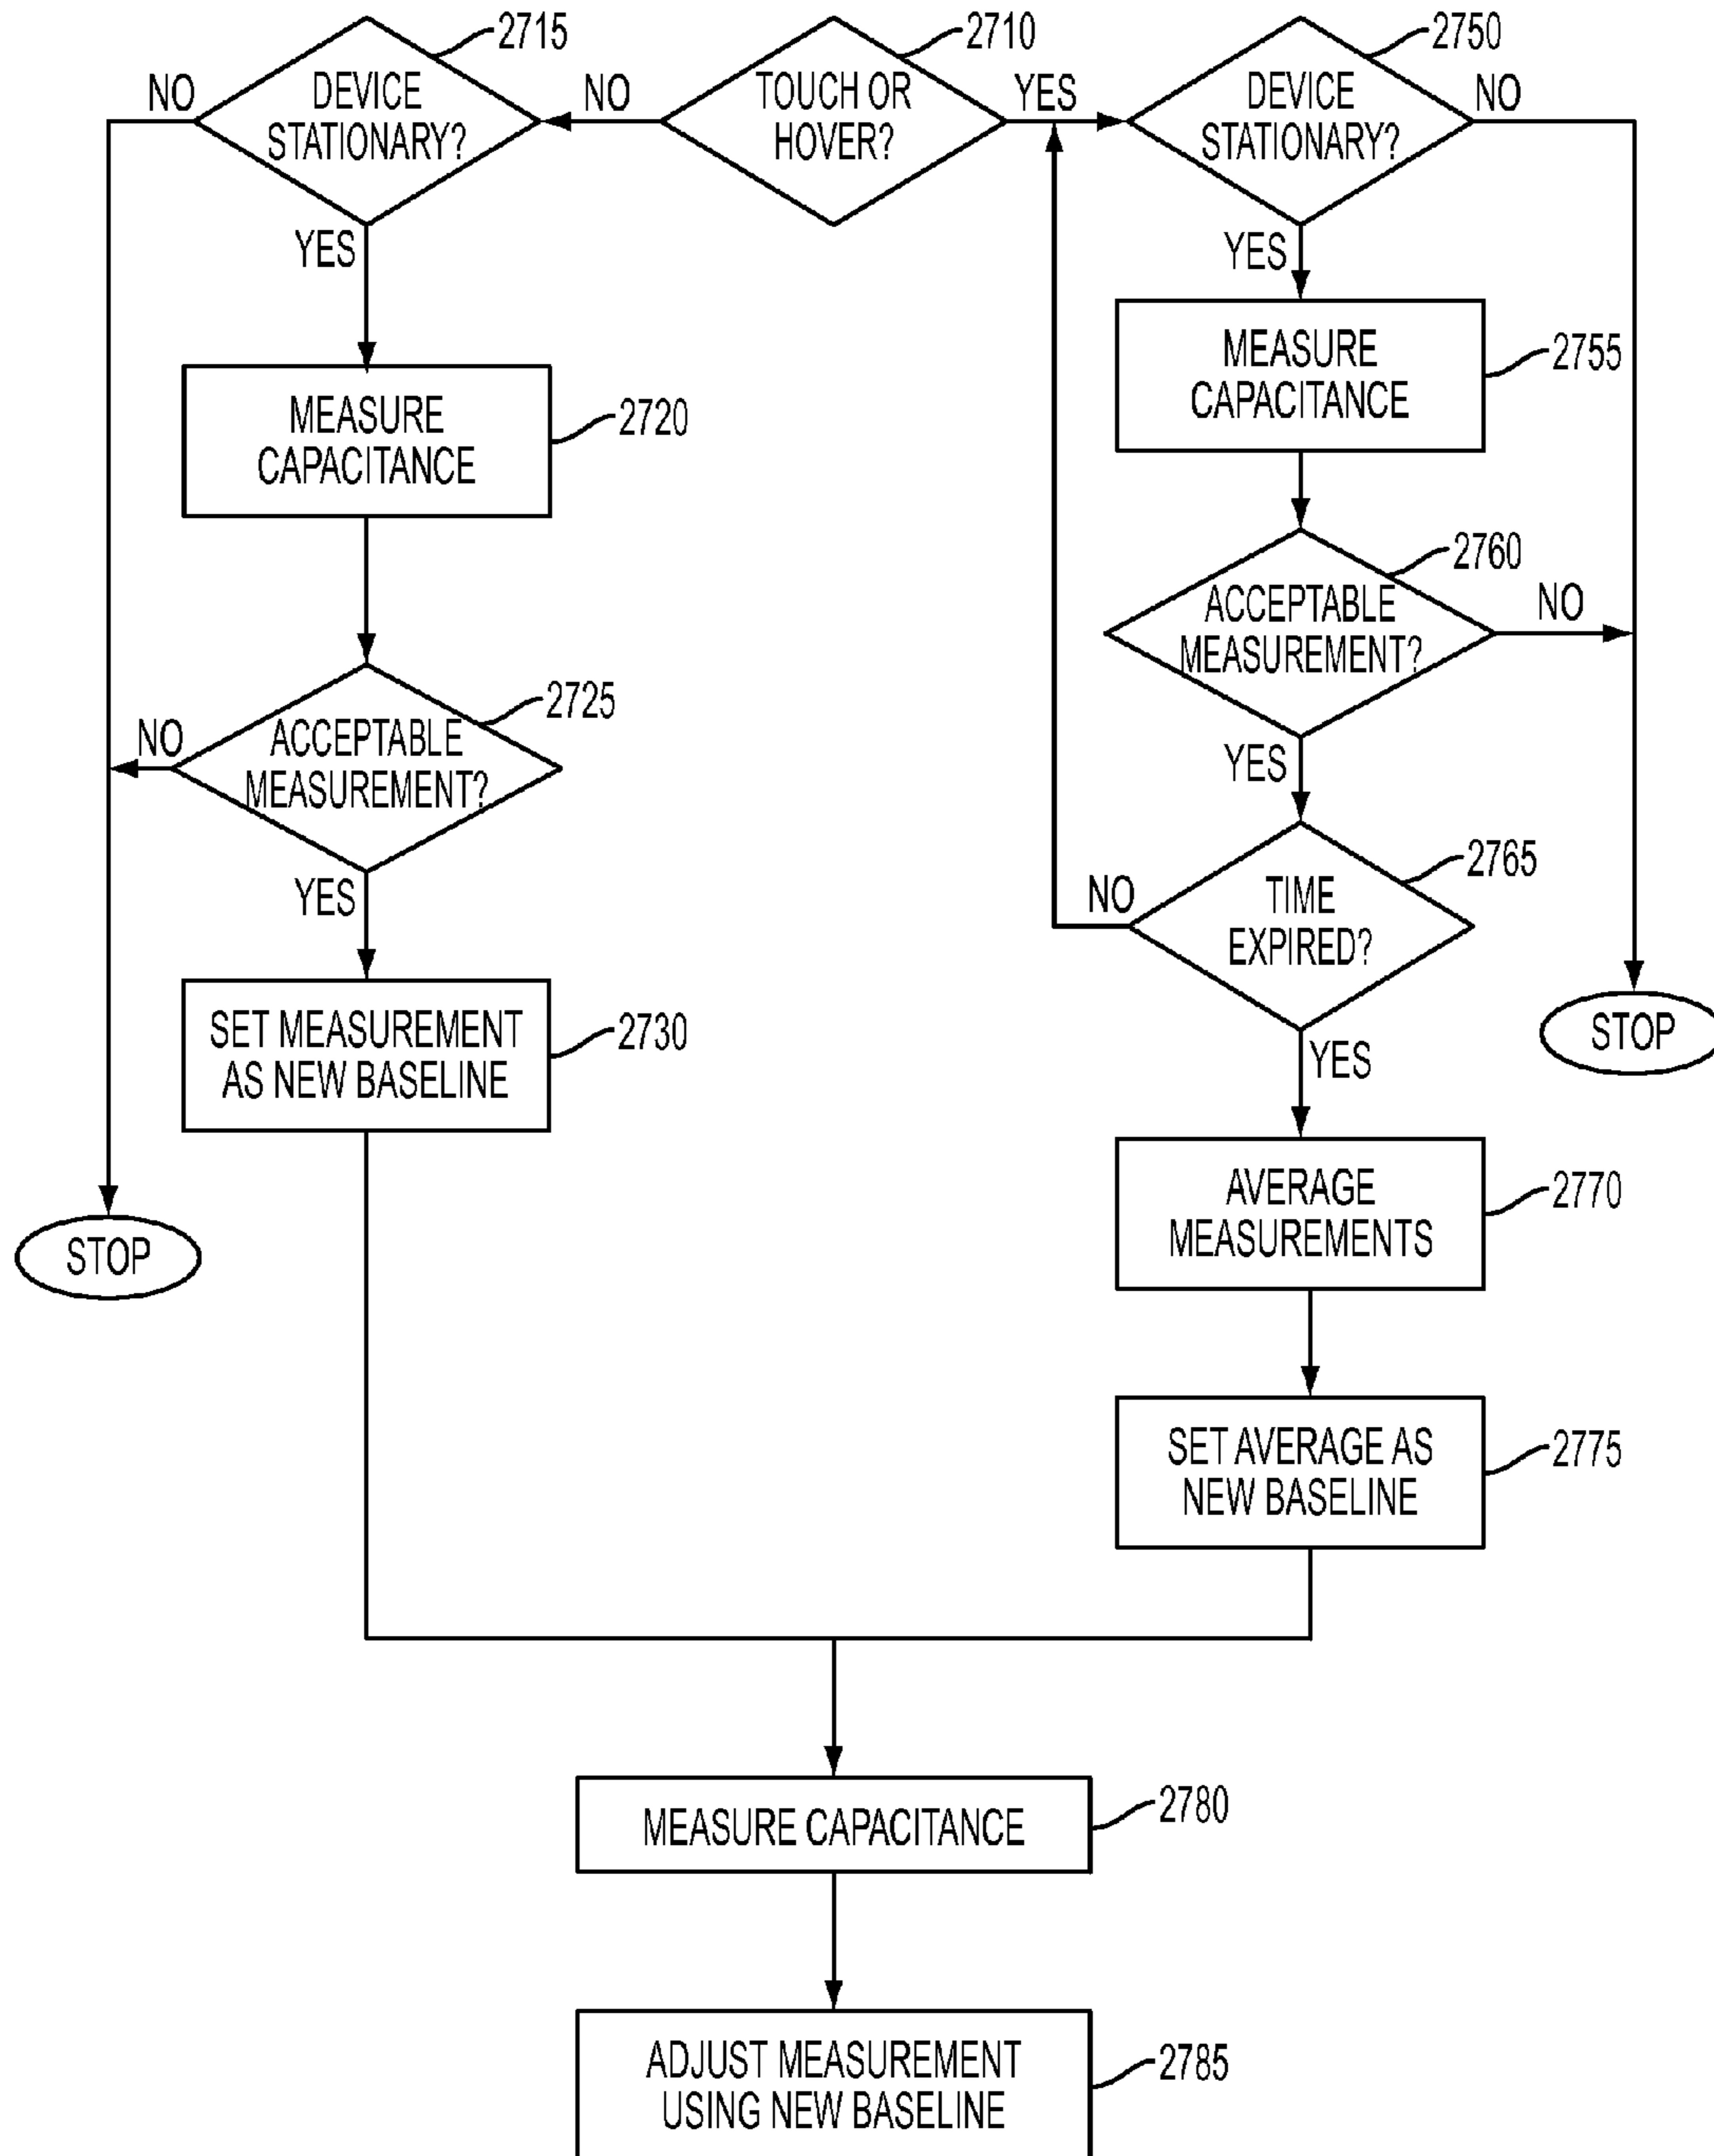 2715
2710
2750
NO
DEVICE
STATIONARY?
NO
TOUCH OR
HOVER?
YES
DEVICE
STATIONARY?
NO
YES
YES
MEASURE
CAPACITANCE
2755
MEASURE
CAPACITANCE
2720
2760
ACCEPTABLE
MEASUREMENT?
NO
2725
NO
ACCEPTABLE
MEASUREMENT?
YES
2765
YES
NO
TIME
EXPIRED?
SET MEASUREMENT
AS NEW BASELINE
2730
STOP
YES
AVERAGE
MEASUREMENTS
2770
STOP
SET AVERAGE AS
NEW BASELINE
2775
MEASURE CAPACITANCE
2780
ADJUST MEASUREMENT
USING NEW BASELINE
2785